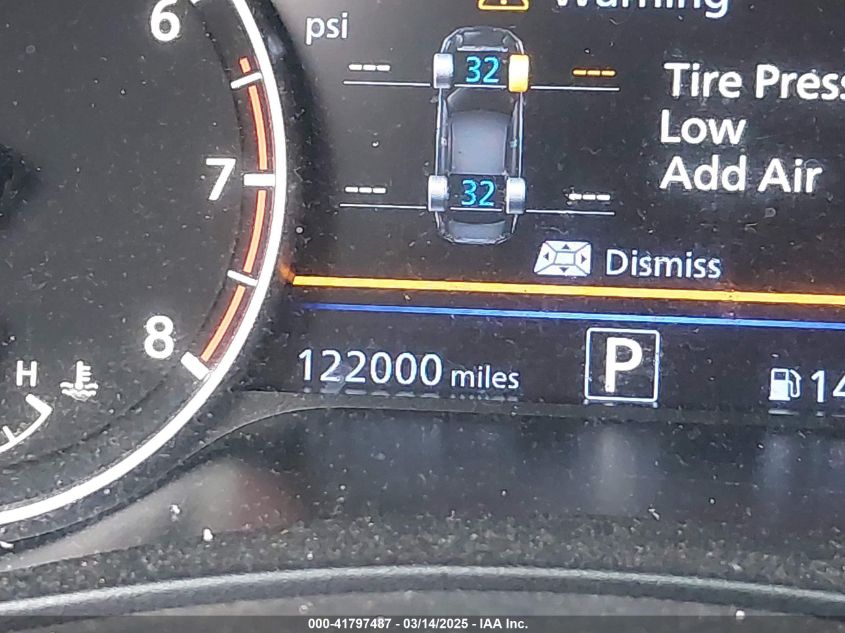 Warning
6
psi
--- 32 ---
Tire Press
Low
7
Add Air
--- 32 ---
Dismiss
8
122000 miles
P
14
H
000-41797487 - 03/14/2025 - IAA Inc.